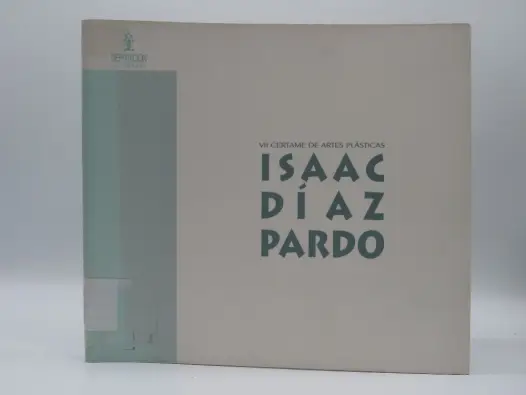 VII CERTAME DE ARTES PLÁSTICAS
ISAAC
DÍAZ
PARDO